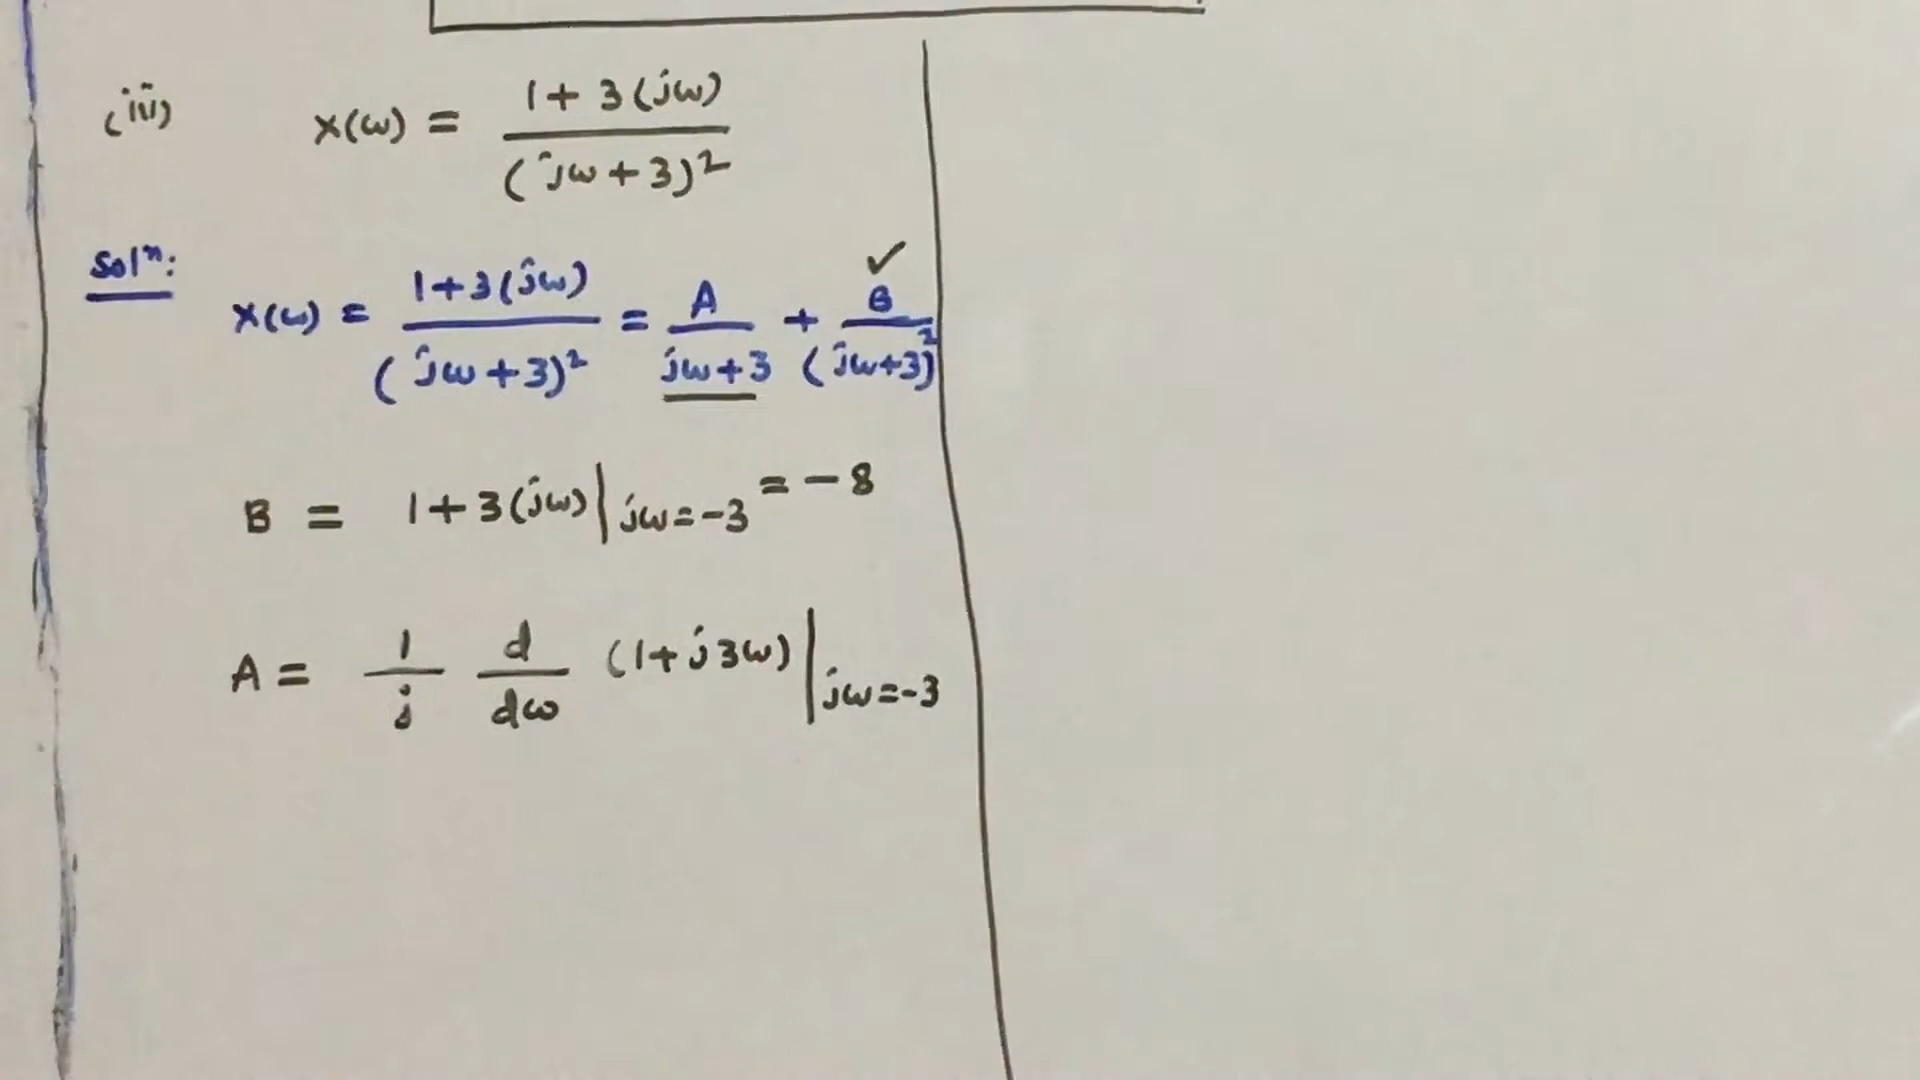 (iii) X(ω) = 1+3(jω) / (jω+3)²
Solⁿ: X(ω) = 1+3(jω) / (jω+3)² = A / jω+3 + B / (jω+3)² ✓
B = 1+3(jω)|jω=-3 = -8
A = 1/j d/dω (1+j3ω)|jω=-3